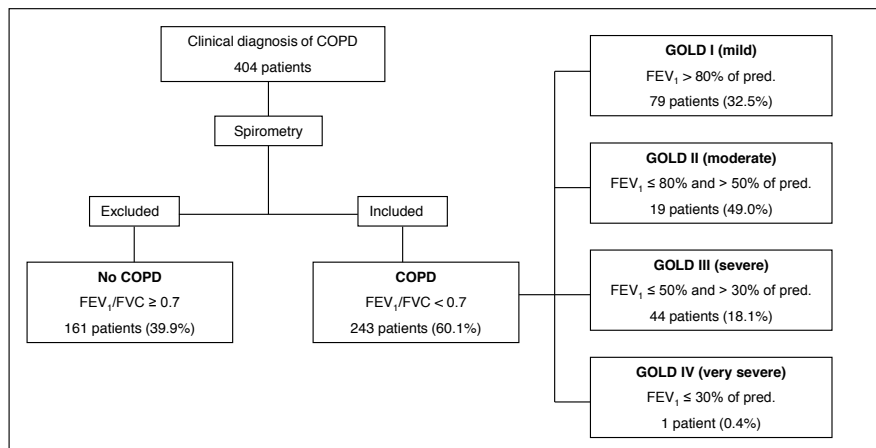 Clinical diagnosis of COPD
404 patients
Spirometry
Excluded
Included
No COPD
FEV₁/FVC ≥ 0.7
161 patients (39.9%)
COPD
FEV₁/FVC < 0.7
243 patients (60.1%)
GOLD I (mild)
FEV₁ > 80% of pred.
79 patients (32.5%)
GOLD II (moderate)
FEV₁ ≤ 80% and > 50% of pred.
19 patients (49.0%)
GOLD III (severe)
FEV₁ ≤ 50% and > 30% of pred.
44 patients (18.1%)
GOLD IV (very severe)
FEV₁ ≤ 30% of pred.
1 patient (0.4%)